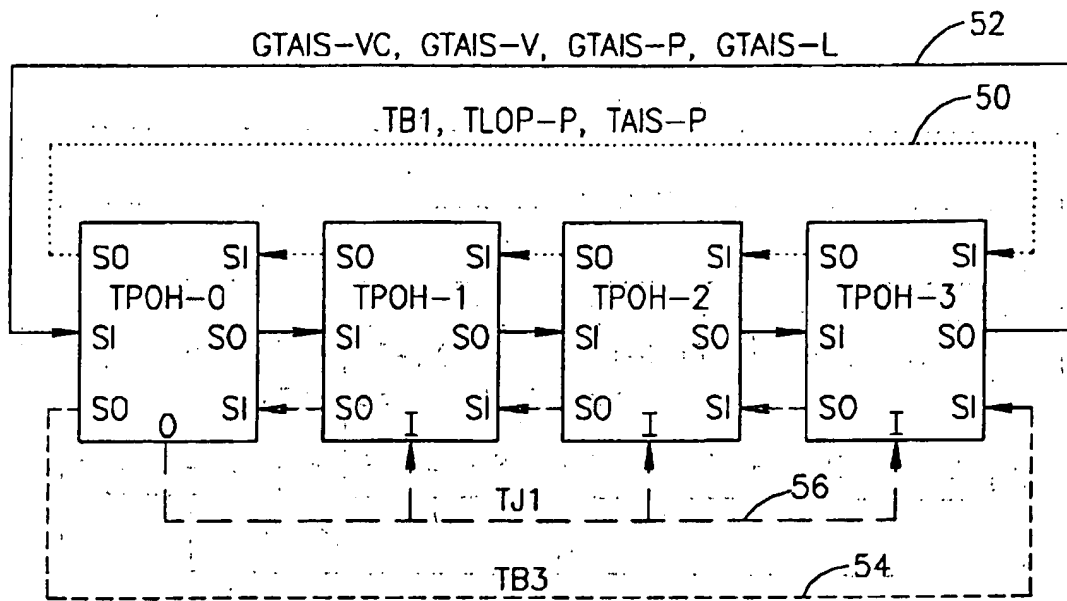 52
GTAIS-VC, GTAIS-V, GTAIS-P, GTAIS-L
50
TB1, TLOP-P, TAIS-P
SO SI SO SI SO SI SO SI
TPOH-0 TPOH-1 TPOH-2 TPOH-3
SI SO SI SO SI SO SI SO
SO SI SO SI SO SI SO SI
O I I I
TJ1 56
TB3 54